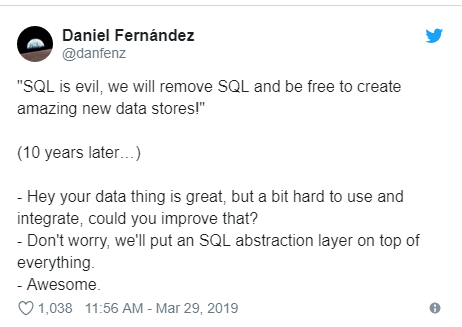 Daniel Fernández
@danfenz
"SQL is evil, we will remove SQL and be free to create
amazing new data stores!"
(10 years later…)
- Hey your data thing is great, but a bit hard to use and
integrate, could you improve that?
- Don't worry, we'll put an SQL abstraction layer on top of
everything.
- Awesome.
1,038 11:56 AM - Mar 29, 2019